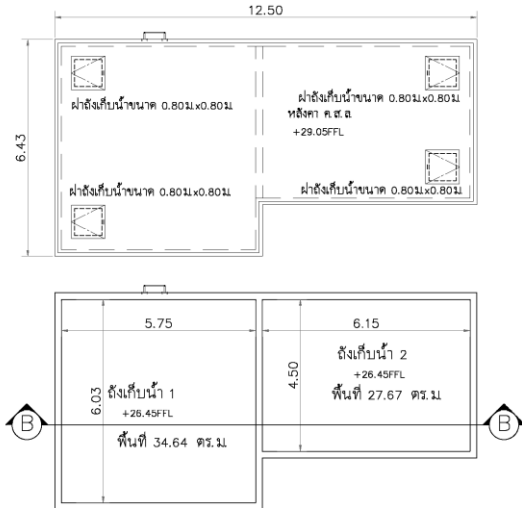 12.50
6.43
ฝาถังเก็บน้ำขนาด 0.80ม.x0.80ม.
ฝาถังเก็บน้ำขนาด 0.80ม.x0.80ม.
หลังคา ค.ส.ล.
+29.05FFL
ฝาถังเก็บน้ำขนาด 0.80ม.x0.80ม.
ฝาถังเก็บน้ำขนาด 0.80ม.x0.80ม.
5.75
6.15
6.03
4.50
ถังเก็บน้ำ 1
+26.45FFL
พื้นที่ 34.64 ตร.ม.
ถังเก็บน้ำ 2
+26.45FFL
พื้นที่ 27.67 ตร.ม.
B
B